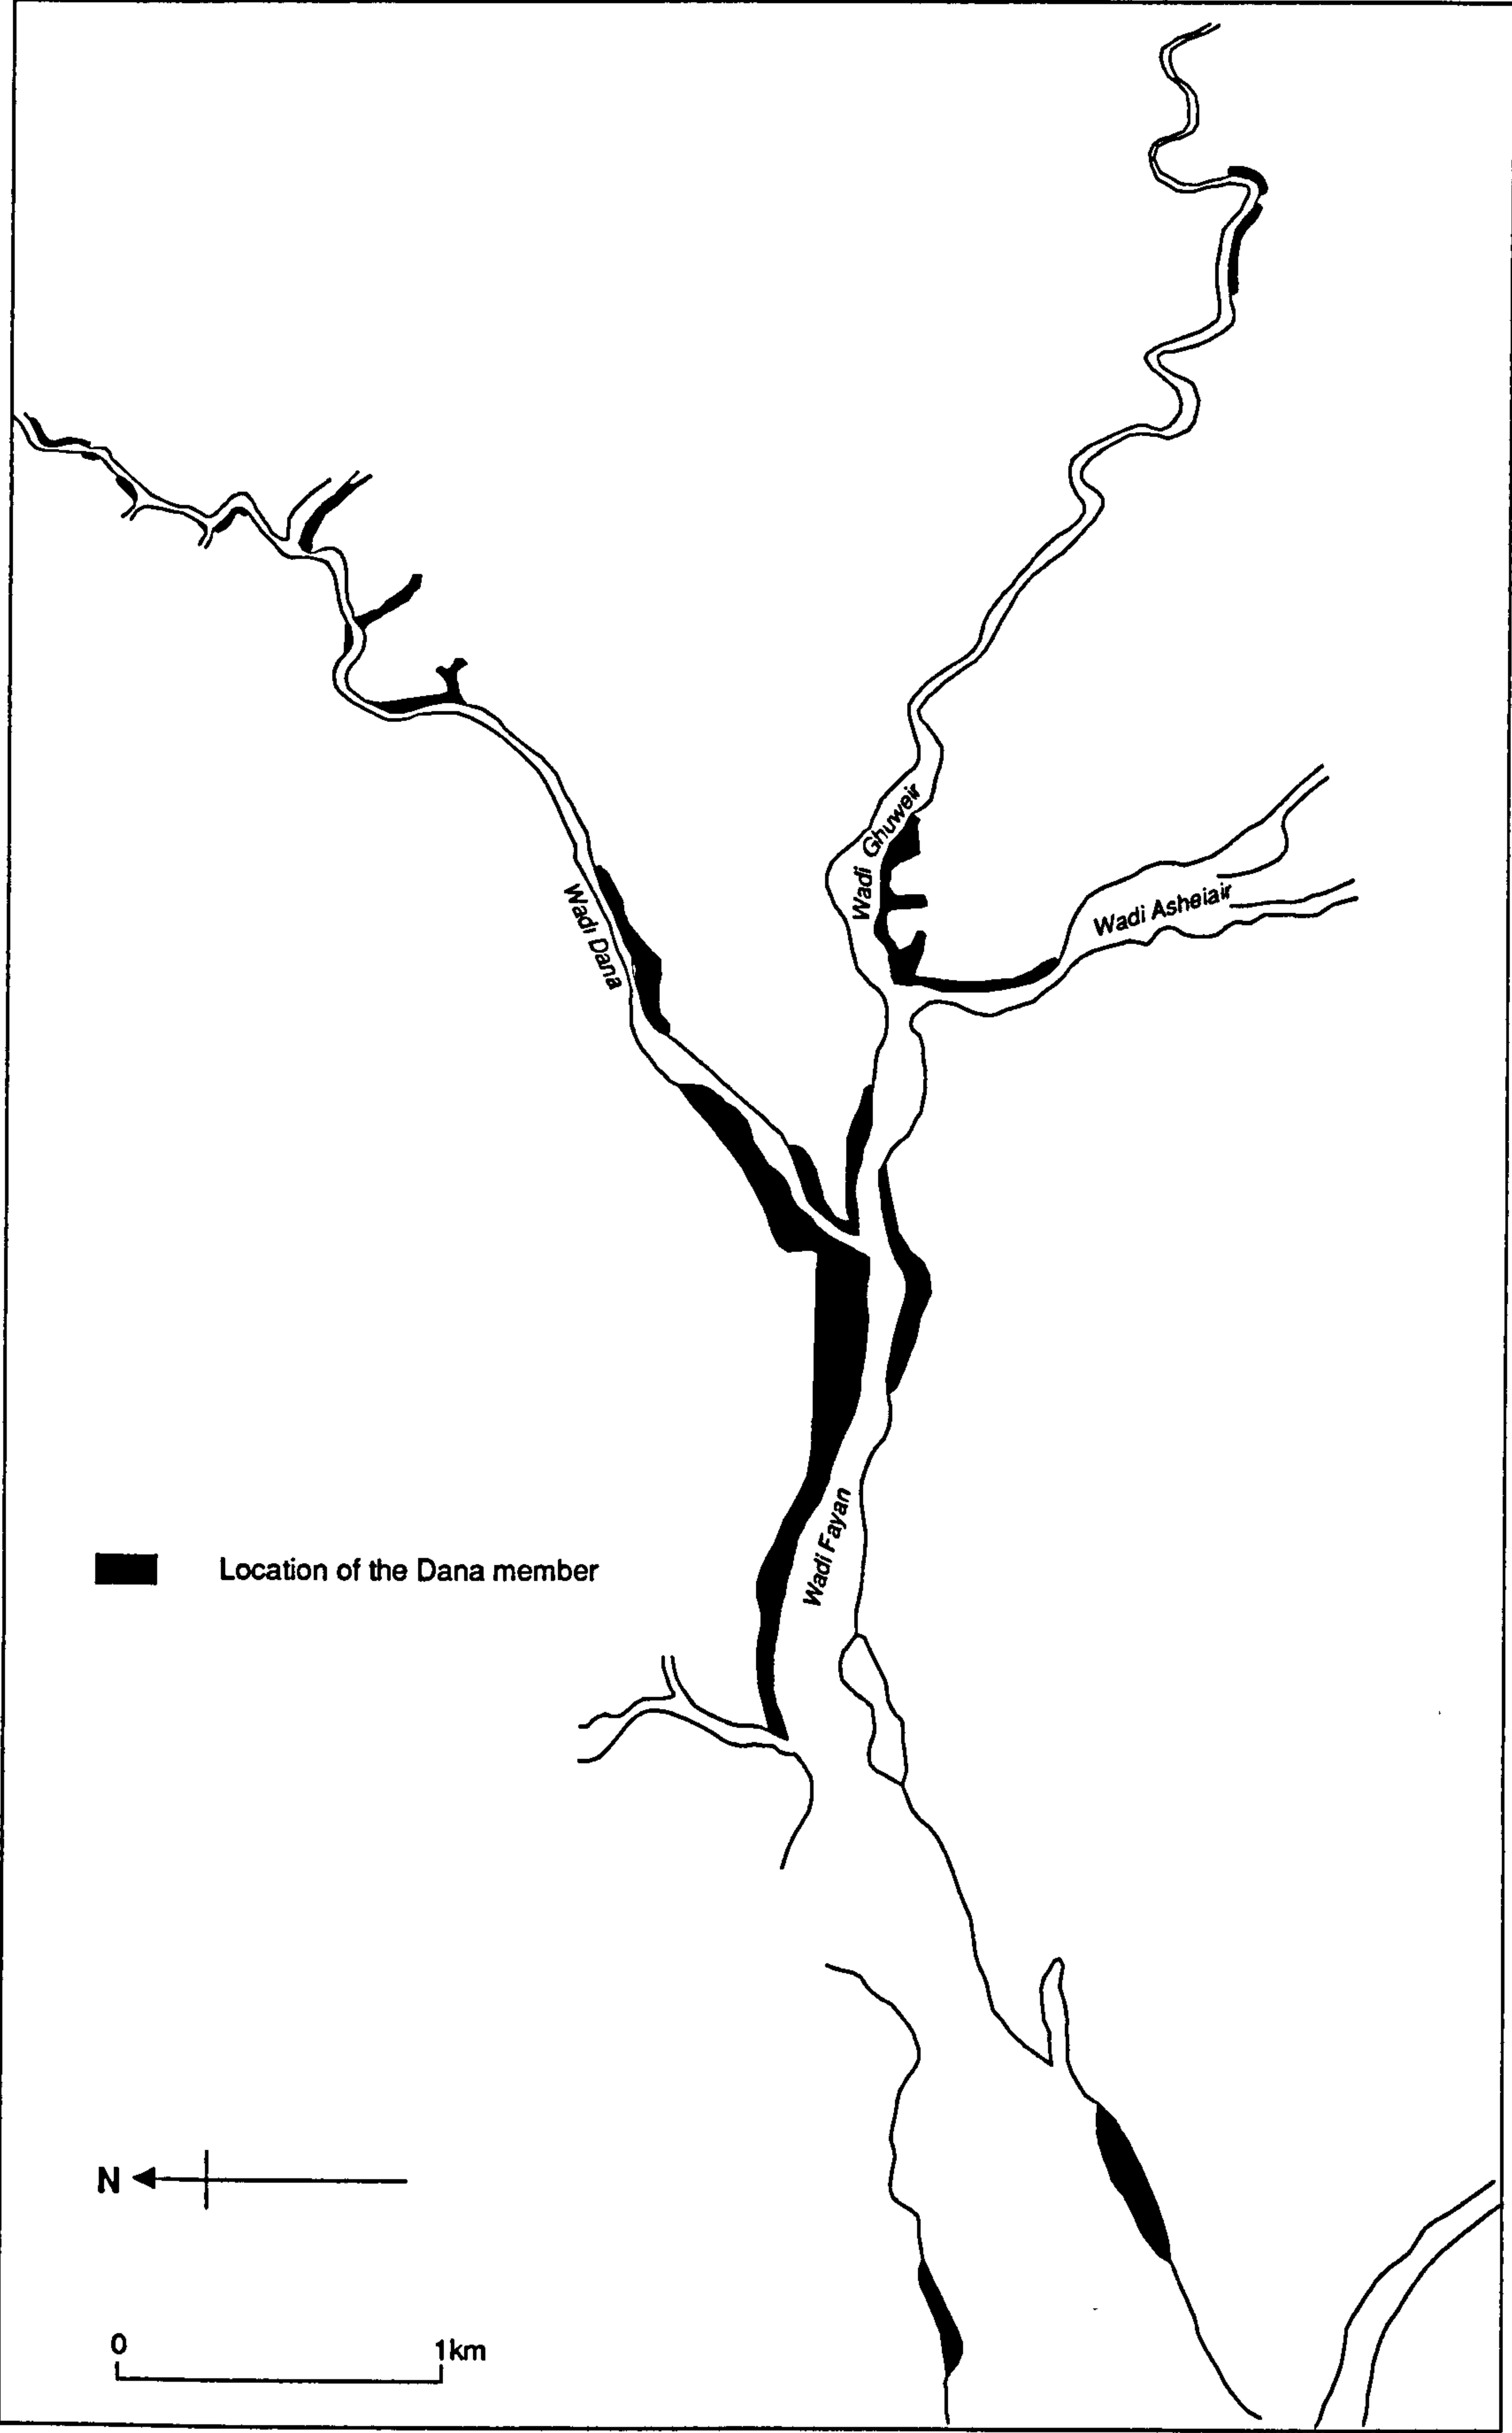 Wadi Ghuweir
Wadi Dana
Wadi Asheiair
Wadi Fayan
Location of the Dana member
N
0 1km